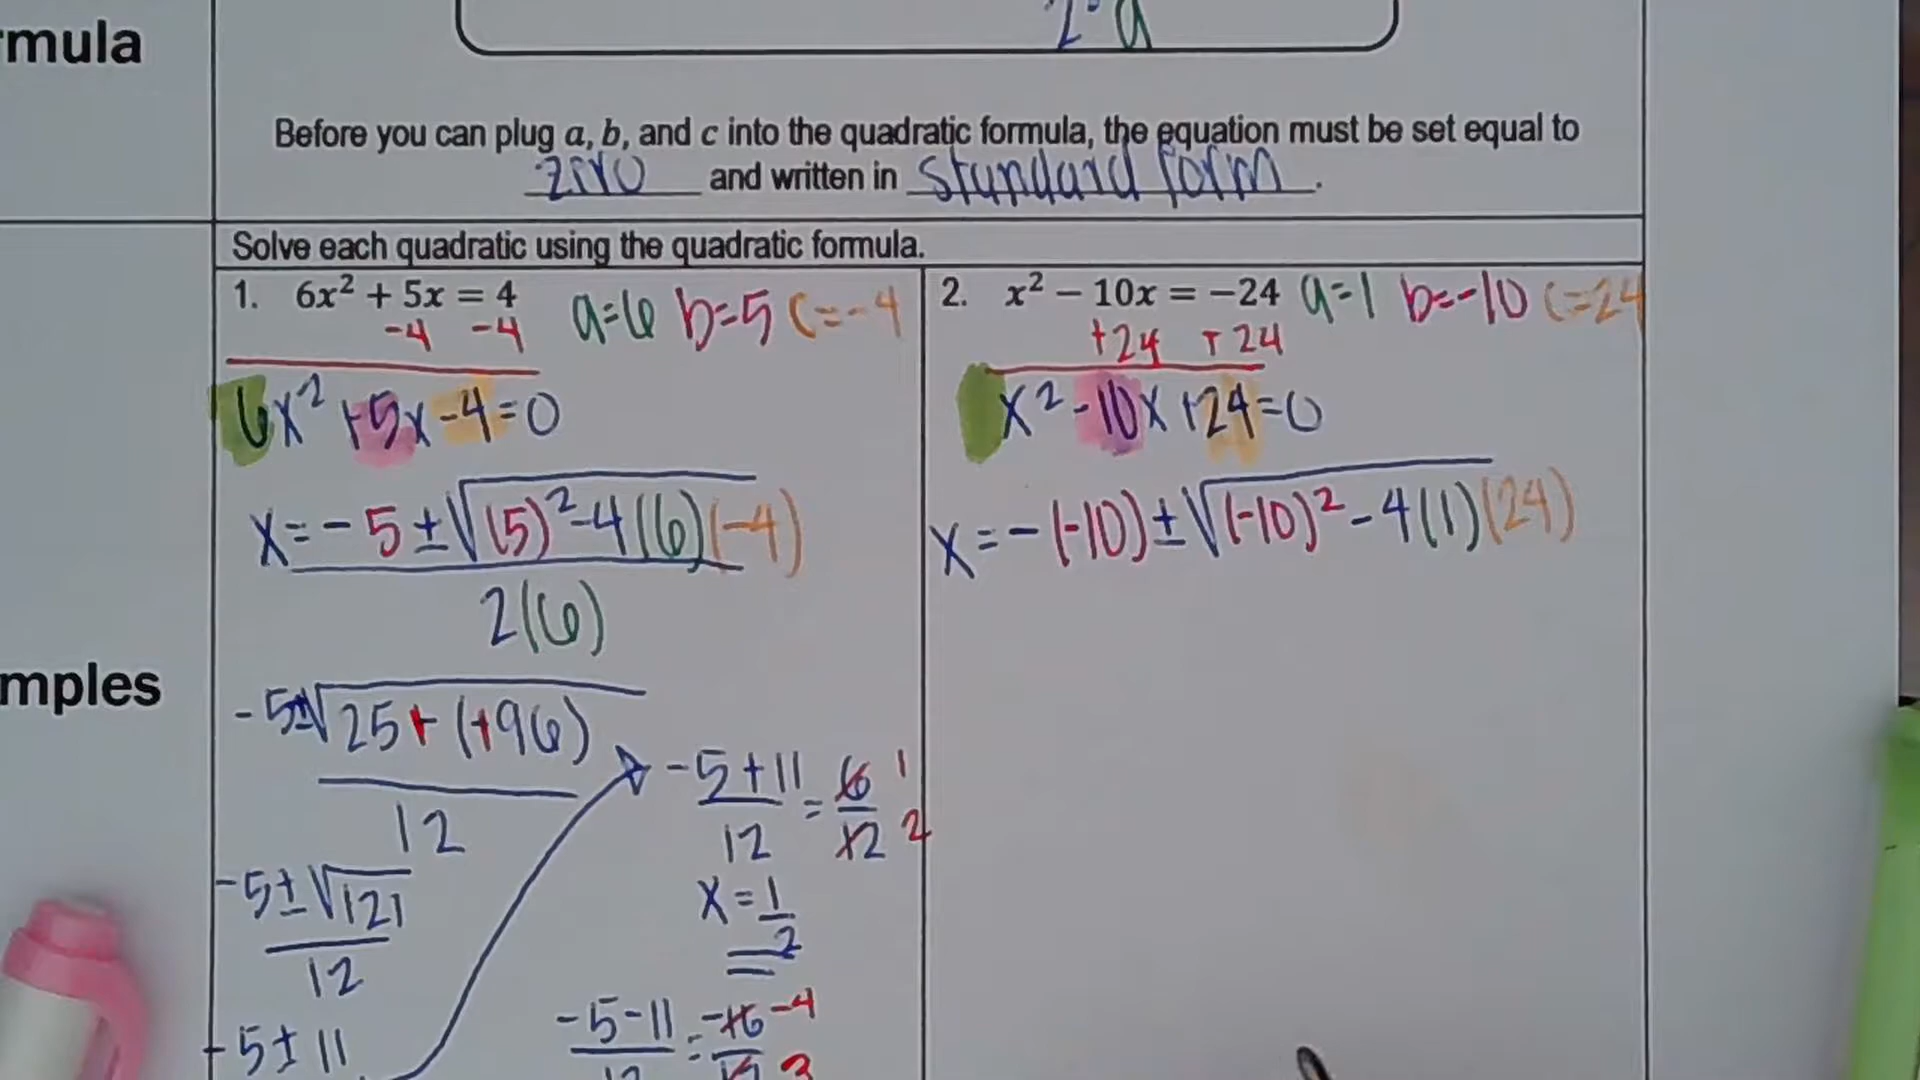 rmula
2·a
Before you can plug a, b, and c into the quadratic formula, the equation must be set equal to
zero and written in standard form.
Solve each quadratic using the quadratic formula.
1. 6x² + 5x = 4 a=6 b=5 c=-4
-4 -4
6x² +5x -4=0
x = -5 ± √(5)² -4(6)(-4)
2(6)
mples
-5±√25+(+96)
12
-5±√121
12
-5±11
-5+11 = 6 1
12 12 2
x = 1
2
-5-11 = -16 -4
12 12 3
2. x² − 10x = −24 a=1 b=-10 c=24
+24 +24
x² -10x +24=0
x = -(-10) ± √(-10)² - 4(1)(24)